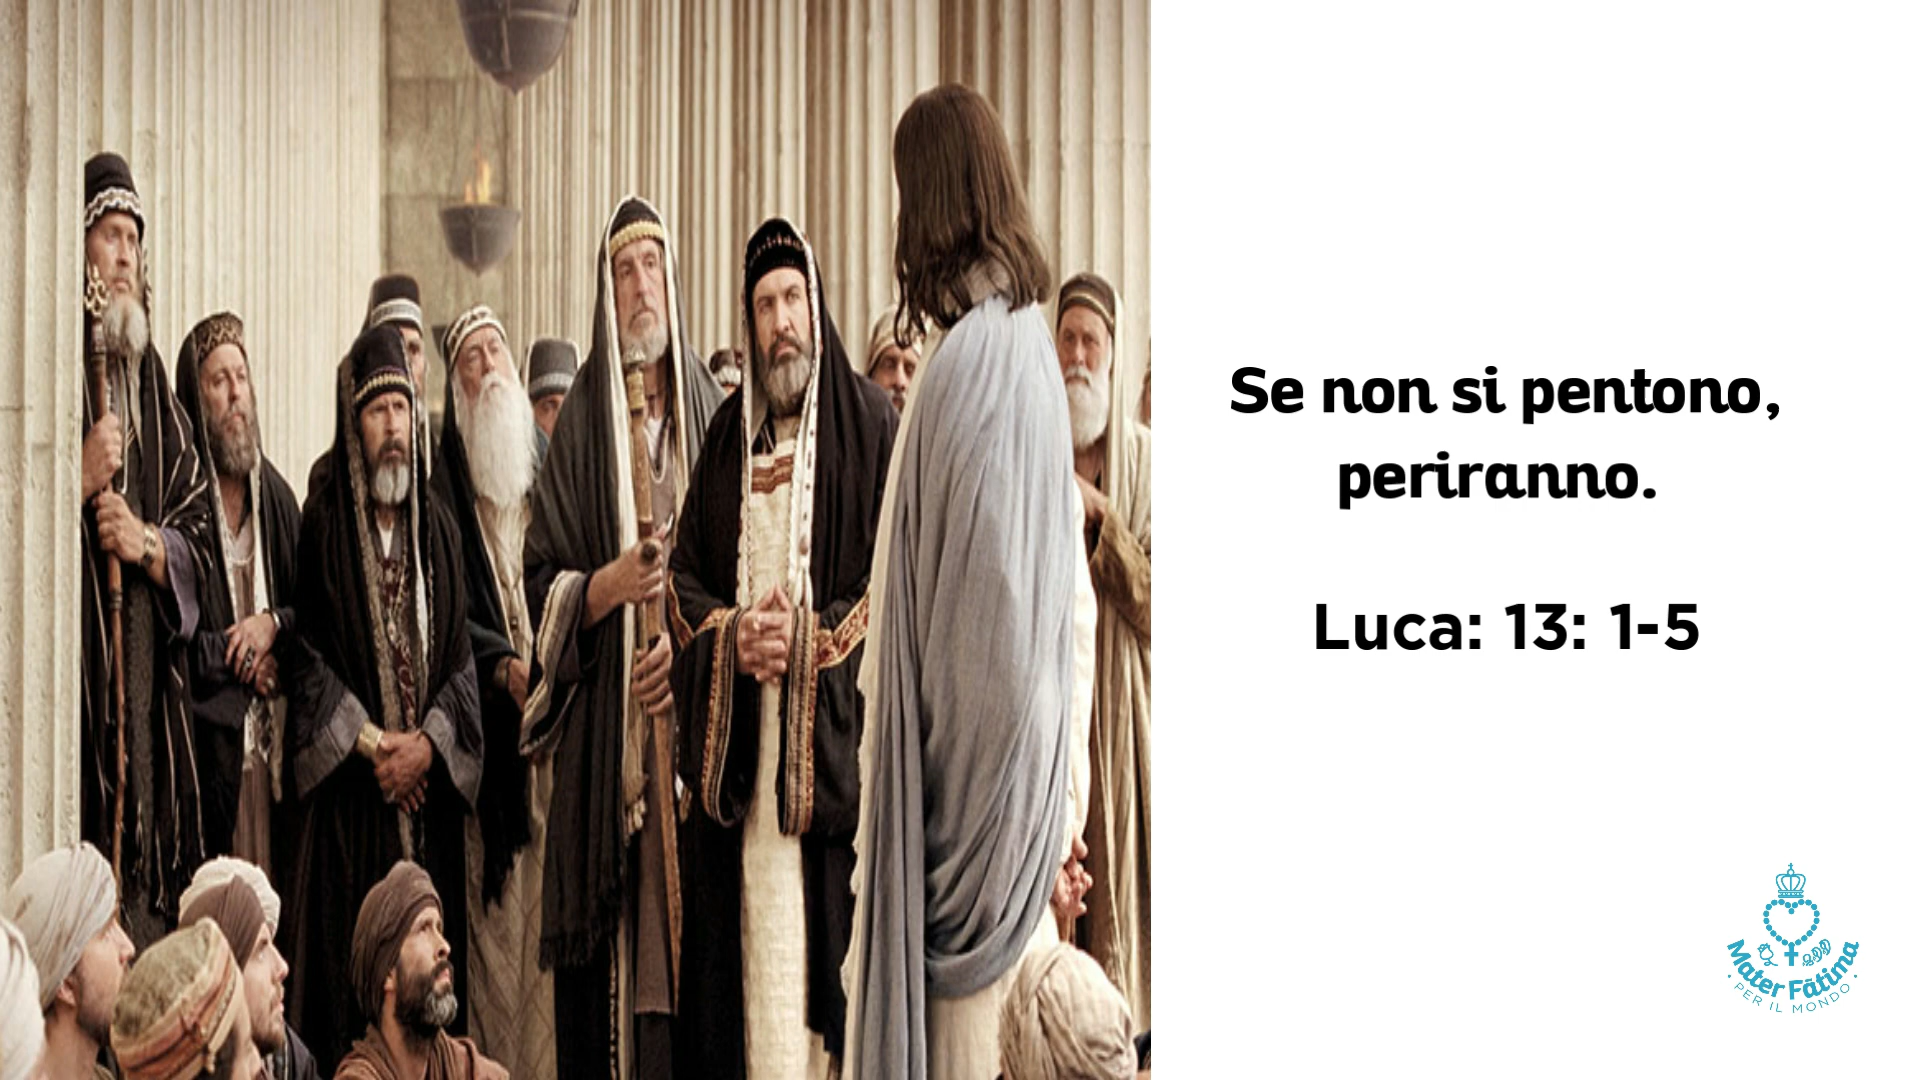 Se non si pentono,
periranno.
Luca: 13: 1-5
Mater Fátima
• PER IL MONDO •